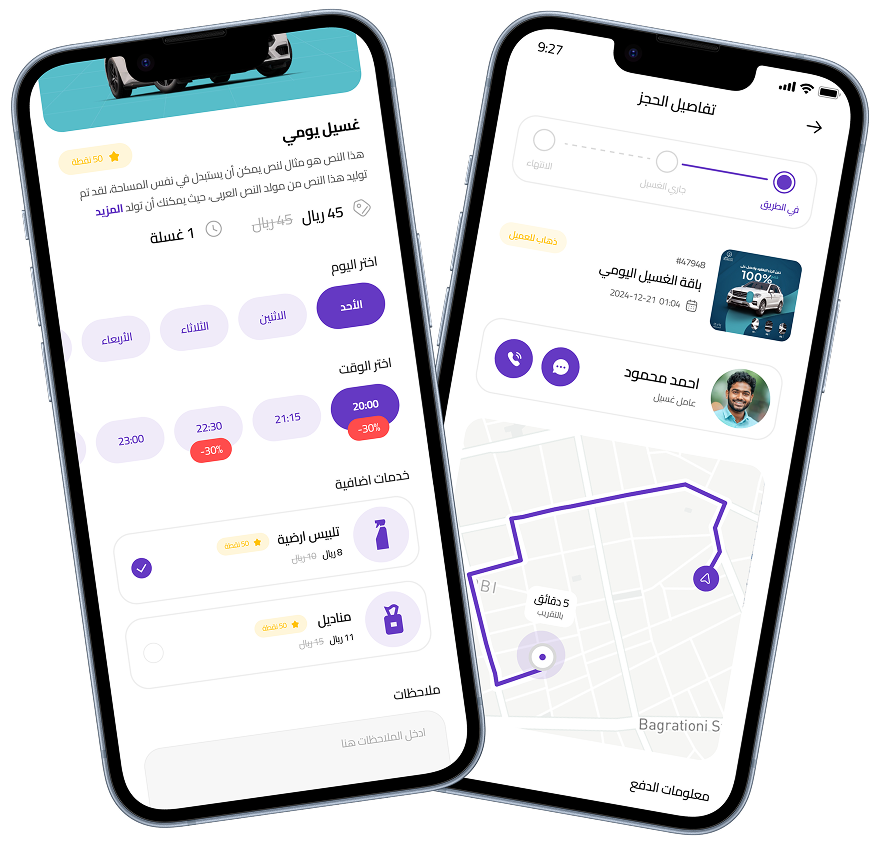 غسيل يومي
50 نقطة
هذا النص هو مثال لنص يمكن أن يستبدل في نفس المساحة، لقد تم
توليد هذا النص من مولد النص العربى، حيث يمكنك أن تولد المزيد
45 ريال 45 ريال 1 غسلة
اختر اليوم
الأحد الاثنين الثلاثاء الأربعاء
اختر الوقت
20:00 21:15 22:30 23:00
-30% -30%
خدمات اضافية
تلبيس ارضية 50 نقطة
8 ريال 10 ريال
مناديل 50 نقطة
11 ريال 15 ريال
ملاحظات
ادخل الملاحظات هنا
9:27
تفاصيل الحجز
في الطريق جاري الغسيل الانتهاء
ذهاب للعميل
#47948
باقة الغسيل اليومي
2024-12-21 01:04
100%
احمد محمود
عامل غسيل
5 دقائق
بالتقريب
Bagrationi S
معلومات الدفع